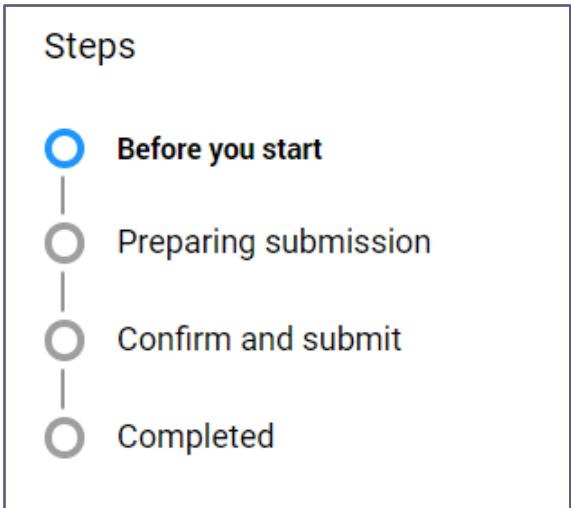 Steps
Before you start
Preparing submission
Confirm and submit
Completed